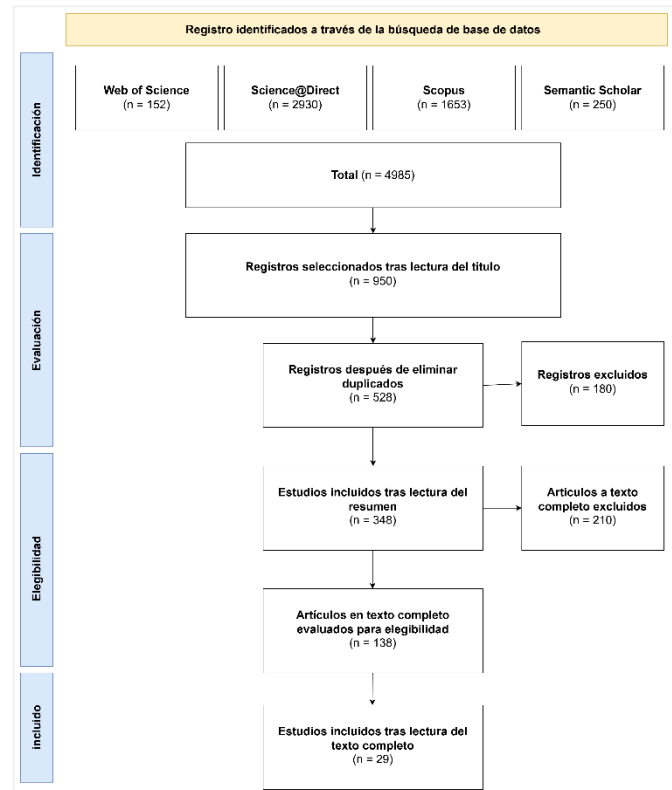 Registro identificados a través de la búsqueda de base de datos
Identificación
Web of Science
(n = 152)
Science@Direct
(n = 2930)
Scopus
(n = 1653)
Semantic Scholar
(n = 250)
Total (n = 4985)
Evaluación
Registros seleccionados tras lectura del titulo
(n = 950)
Registros después de eliminar
duplicados
(n = 528)
Registros excluidos
(n = 180)
Elegibilidad
Estudios incluidos tras lectura del
resumen
(n = 348)
Articulos a texto
completo excluidos
(n = 210)
Artículos en texto completo
evaluados para elegibilidad
(n = 138)
incluido
Estudios incluidos tras lectura del
texto completo
(n = 29)